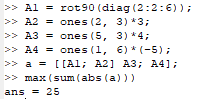 >> A1 = rot90(diag(2:2:6));
>> A2 = ones(2, 3)*3;
>> A3 = ones(5, 3)*4;
>> A4 = ones(1, 6)*(-5);
>> a = [[A1; A2] A3; A4];
>> max(sum(abs(a)))
ans = 25